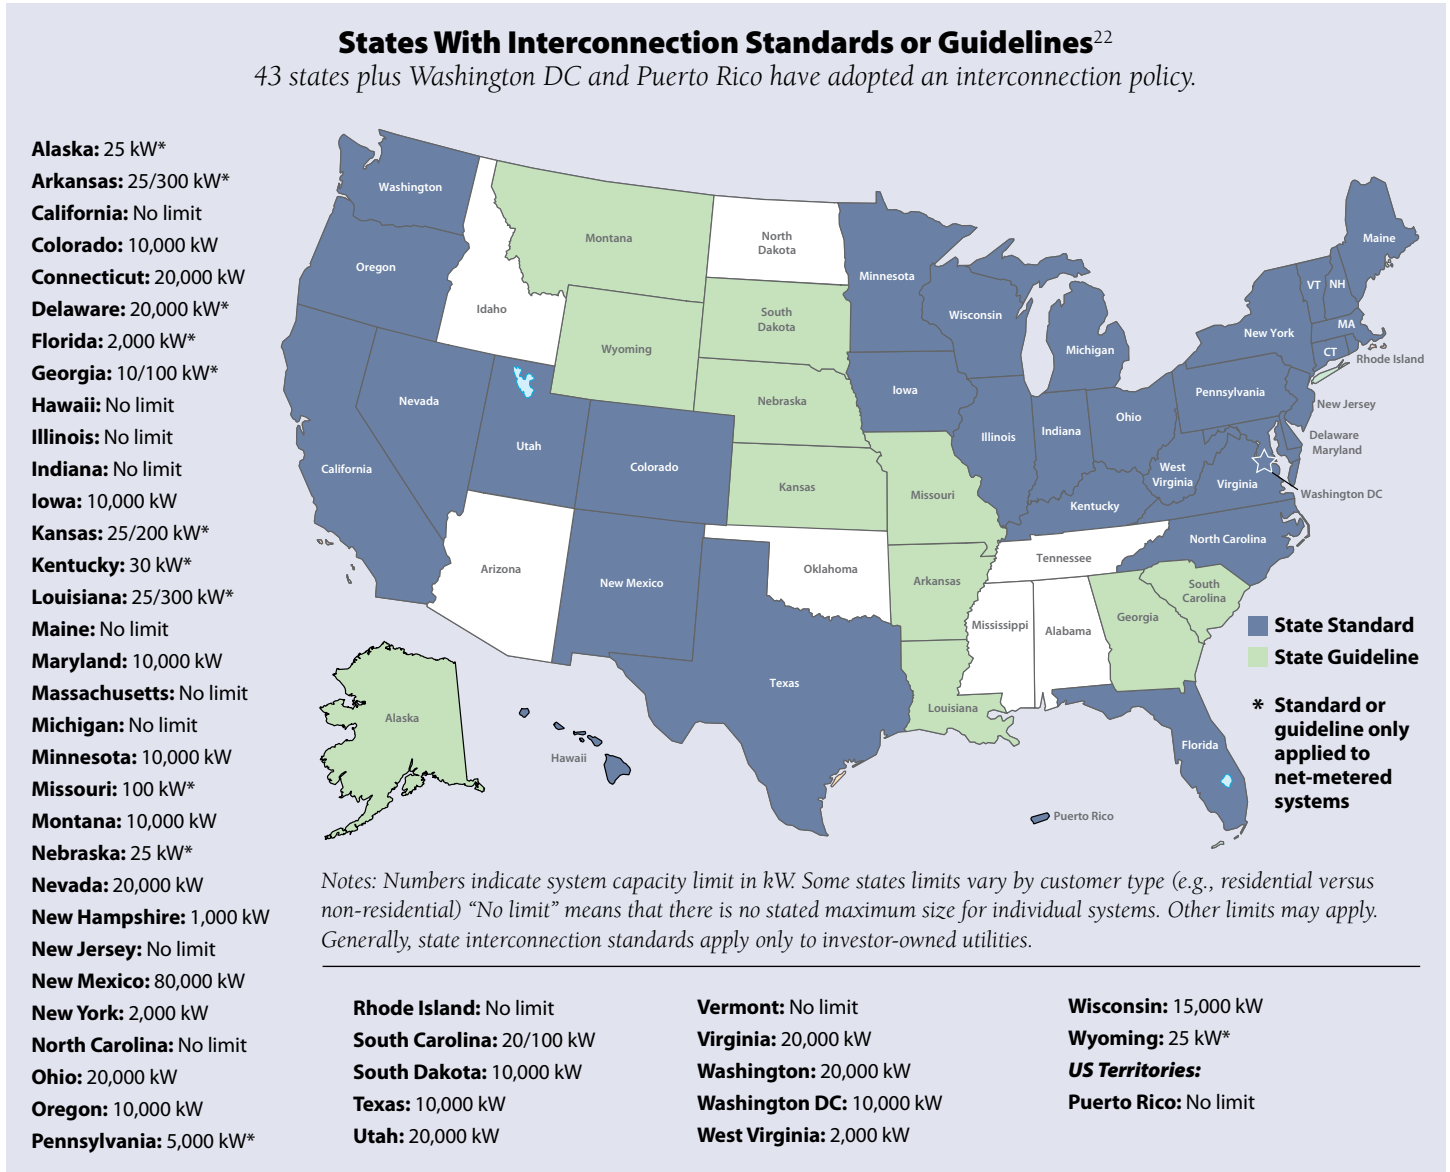 States With Interconnection Standards or Guidelines22
43 states plus Washington DC and Puerto Rico have adopted an interconnection policy.
Alaska: 25 kW*
Arkansas: 25/300 kW*
California: No limit
Colorado: 10,000 kW
Connecticut: 20,000 kW
Delaware: 20,000 kW*
Florida: 2,000 kW*
Georgia: 10/100 kW*
Hawaii: No limit
Illinois: No limit
Indiana: No limit
Iowa: 10,000 kW
Kansas: 25/200 kW*
Kentucky: 30 kW*
Louisiana: 25/300 kW*
Maine: No limit
Maryland: 10,000 kW
Massachusetts: No limit
Michigan: No limit
Minnesota: 10,000 kW
Missouri: 100 kW*
Montana: 10,000 kW
Nebraska: 25 kW*
Nevada: 20,000 kW
New Hampshire: 1,000 kW
New Jersey: No limit
New Mexico: 80,000 kW
New York: 2,000 kW
North Carolina: No limit
Ohio: 20,000 kW
Oregon: 10,000 kW
Pennsylvania: 5,000 kW*
Washington
Oregon
California
Nevada
Idaho
Montana
Wyoming
Utah
Colorado
Arizona
New Mexico
North
Dakota
South
Dakota
Nebraska
Kansas
Oklahoma
Texas
Minnesota
Iowa
Missouri
Arkansas
Louisiana
Wisconsin
Illinois
Michigan
Indiana
Ohio
Kentucky
Tennessee
Mississippi
Alabama
Georgia
Florida
South
Carolina
North Carolina
Virginia
West
Virginia
Pennsylvania
New York
VT
NH
Maine
MA
CT
Rhode Island
New Jersey
Delaware
Maryland
Washington DC
Alaska
Hawaii
Puerto Rico
State Standard
State Guideline
* Standard or
guideline only
applied to
net-metered
systems
Notes: Numbers indicate system capacity limit in kW. Some states limits vary by customer type (e.g., residential versus
non-residential) “No limit” means that there is no stated maximum size for individual systems. Other limits may apply.
Generally, state interconnection standards apply only to investor-owned utilities.
Rhode Island: No limit
South Carolina: 20/100 kW
South Dakota: 10,000 kW
Texas: 10,000 kW
Utah: 20,000 kW
Vermont: No limit
Virginia: 20,000 kW
Washington: 20,000 kW
Washington DC: 10,000 kW
West Virginia: 2,000 kW
Wisconsin: 15,000 kW
Wyoming: 25 kW*
US Territories:
Puerto Rico: No limit